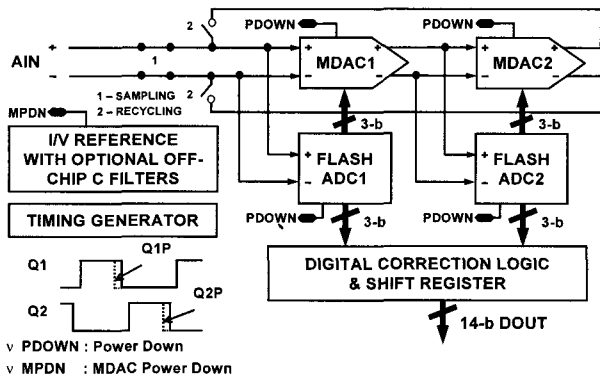 2
PDOWN
PDOWN
AIN
+
−
1
2
+
−
MDAC1
+
−
+
−
MDAC2
+
−
1 – SAMPLING
2 – RECYCLING
MPDN
I/V REFERENCE
WITH OPTIONAL OFF-
CHIP C FILTERS
3-b
3-b
+
−
FLASH
ADC1
+
−
FLASH
ADC2
TIMING GENERATOR
PDOWN
3-b
PDOWN
3-b
Q1
Q1P
Q2
Q2P
DIGITAL CORRECTION LOGIC
& SHIFT REGISTER
14-b DOUT
ν PDOWN : Power Down
ν MPDN : MDAC Power Down